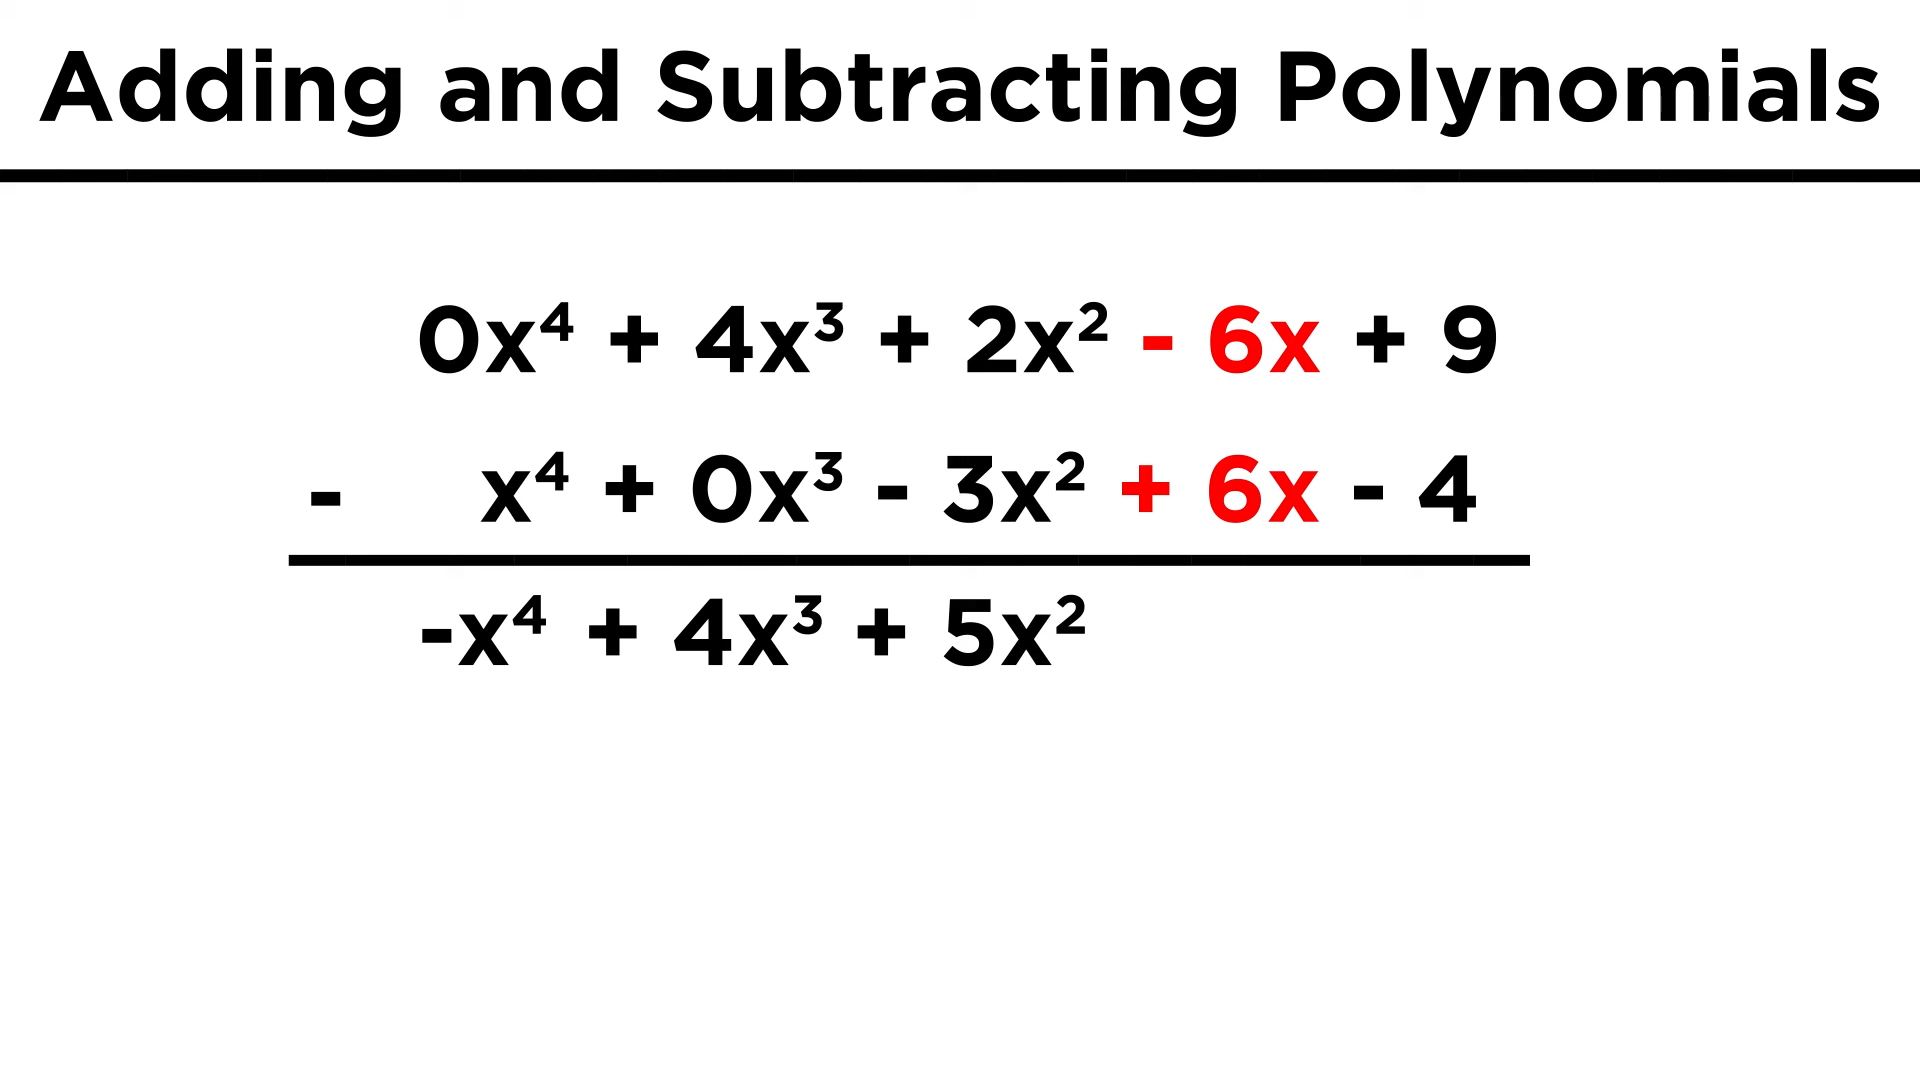 Adding and Subtracting Polynomials
0x⁴ + 4x³ + 2x² - 6x + 9
- x⁴ + 0x³ - 3x² + 6x - 4
-x⁴ + 4x³ + 5x²